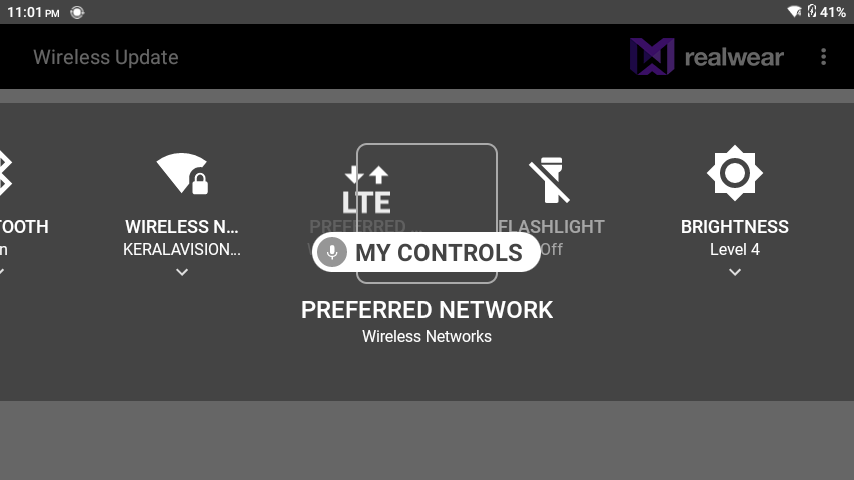 11:01 PM
41%
Wireless Update
realwear
TOOTH
n
WIRELESS N...
KERALAVISION...
LTE
PREFERRED ...
FLASHLIGHT
Off
BRIGHTNESS
Level 4
MY CONTROLS
PREFERRED NETWORK
Wireless Networks